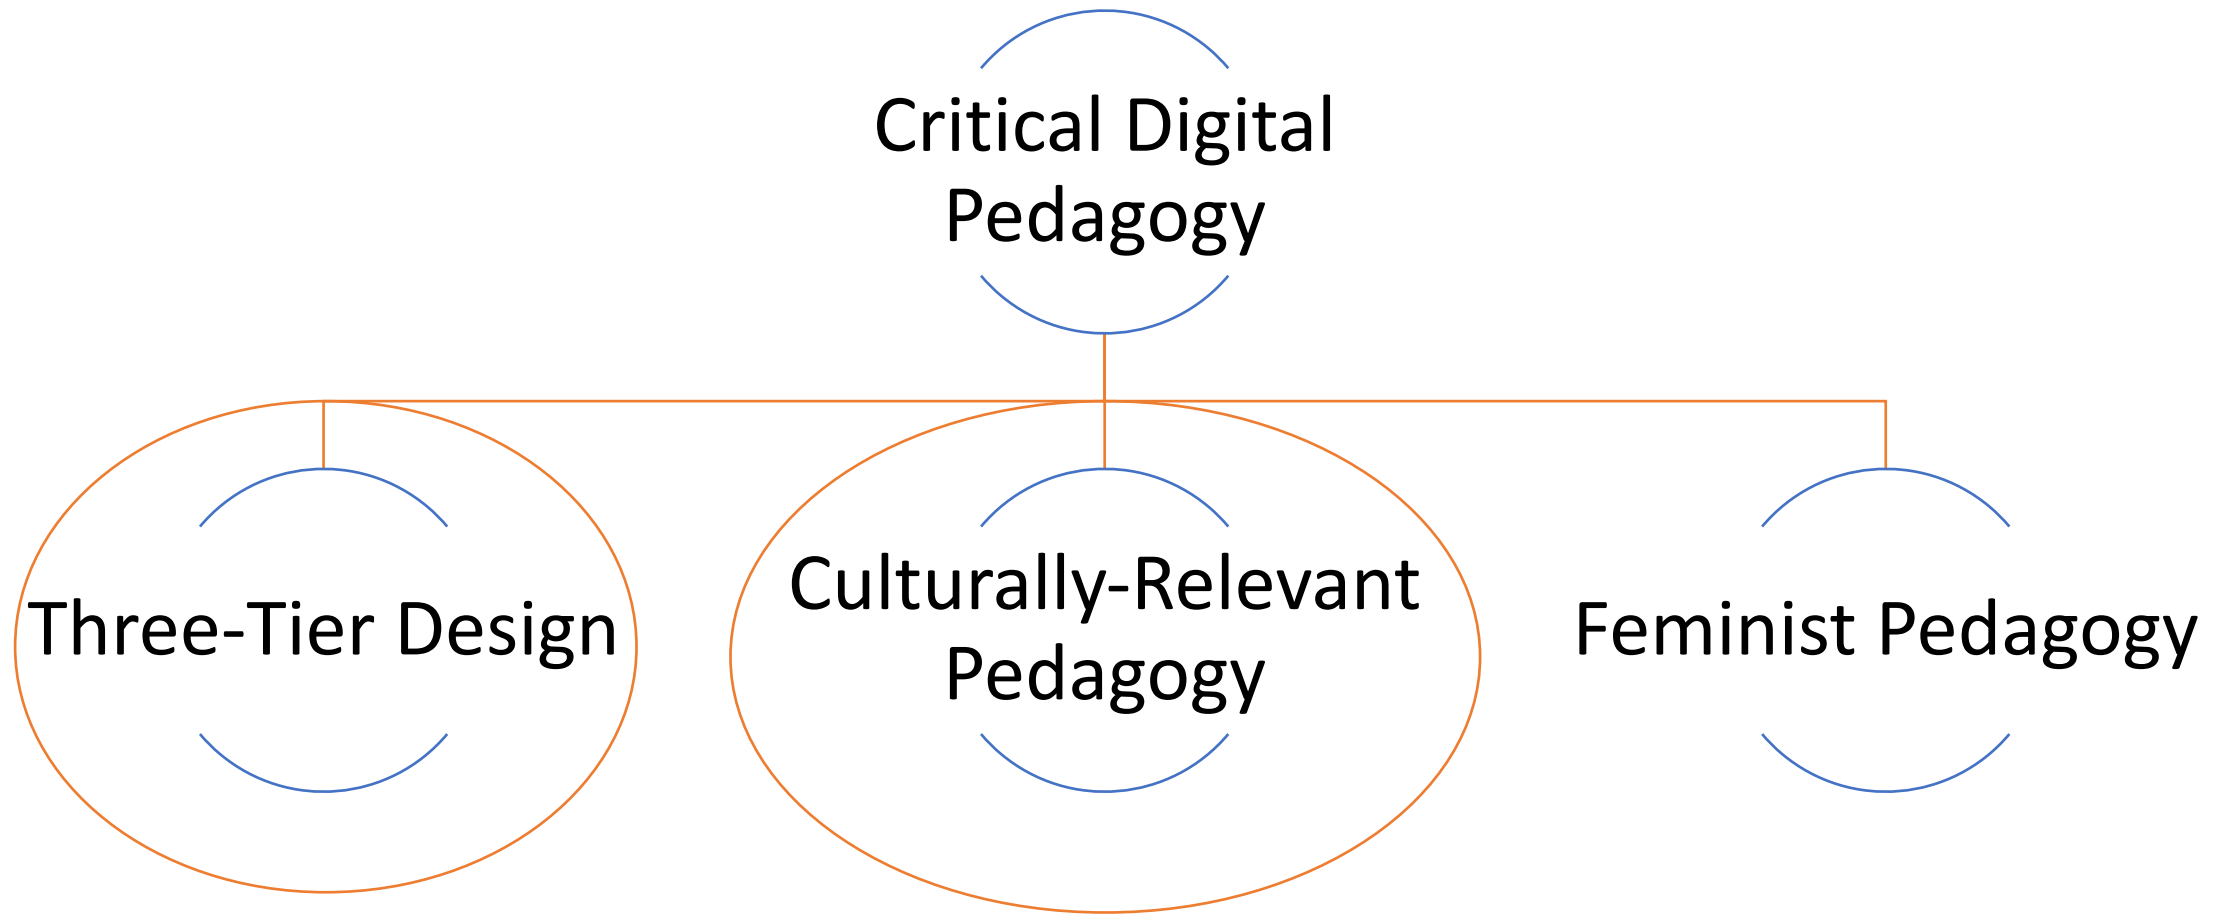 Critical Digital
Pedagogy
Three-Tier Design
Culturally-Relevant
Pedagogy
Feminist Pedagogy